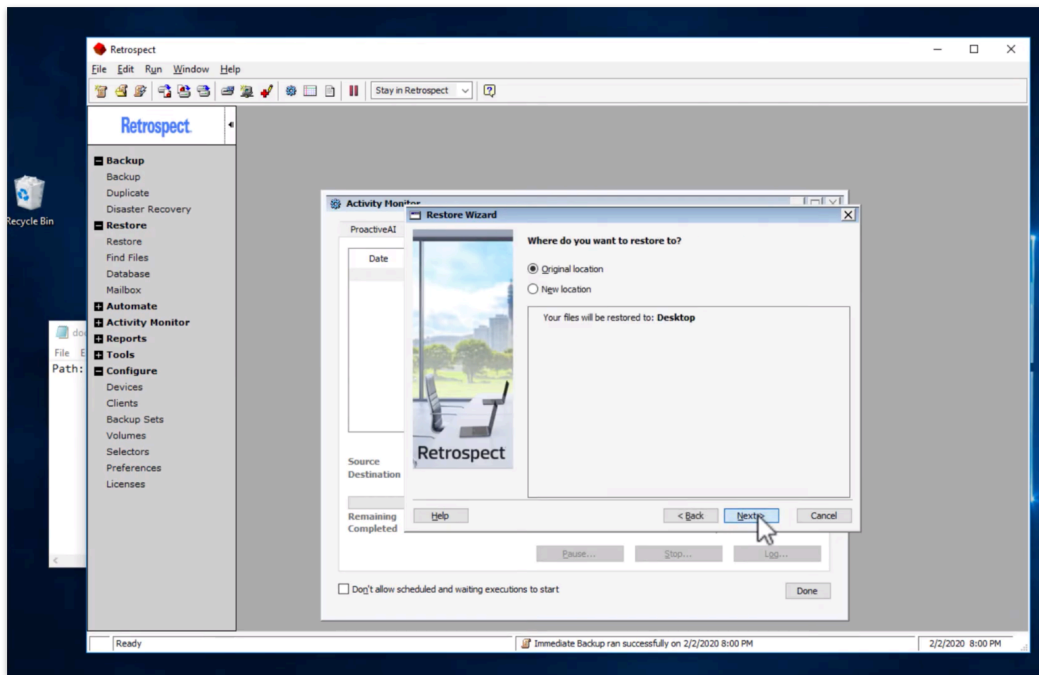 Retrospect
File Edit Run Window Help
Stay in Retrospect
Retrospect
Backup
Backup
Duplicate
Disaster Recovery
Restore
Restore
Find Files
Database
Mailbox
Automate
Activity Monitor
Reports
Tools
Configure
Devices
Clients
Backup Sets
Volumes
Selectors
Preferences
Licenses
Recycle Bin
File
Path:
Activity Monitor
ProactiveAI
Date
Source
Destination
Remaining
Completed
Restore Wizard
Where do you want to restore to?
Original location
New location
Your files will be restored to: Desktop
Retrospect
Help
< Back
Next >
Cancel
Pause...
Stop...
Log...
Don't allow scheduled and waiting executions to start
Done
Ready
Immediate Backup ran successfully on 2/2/2020 8:00 PM
2/2/2020 8:00 PM